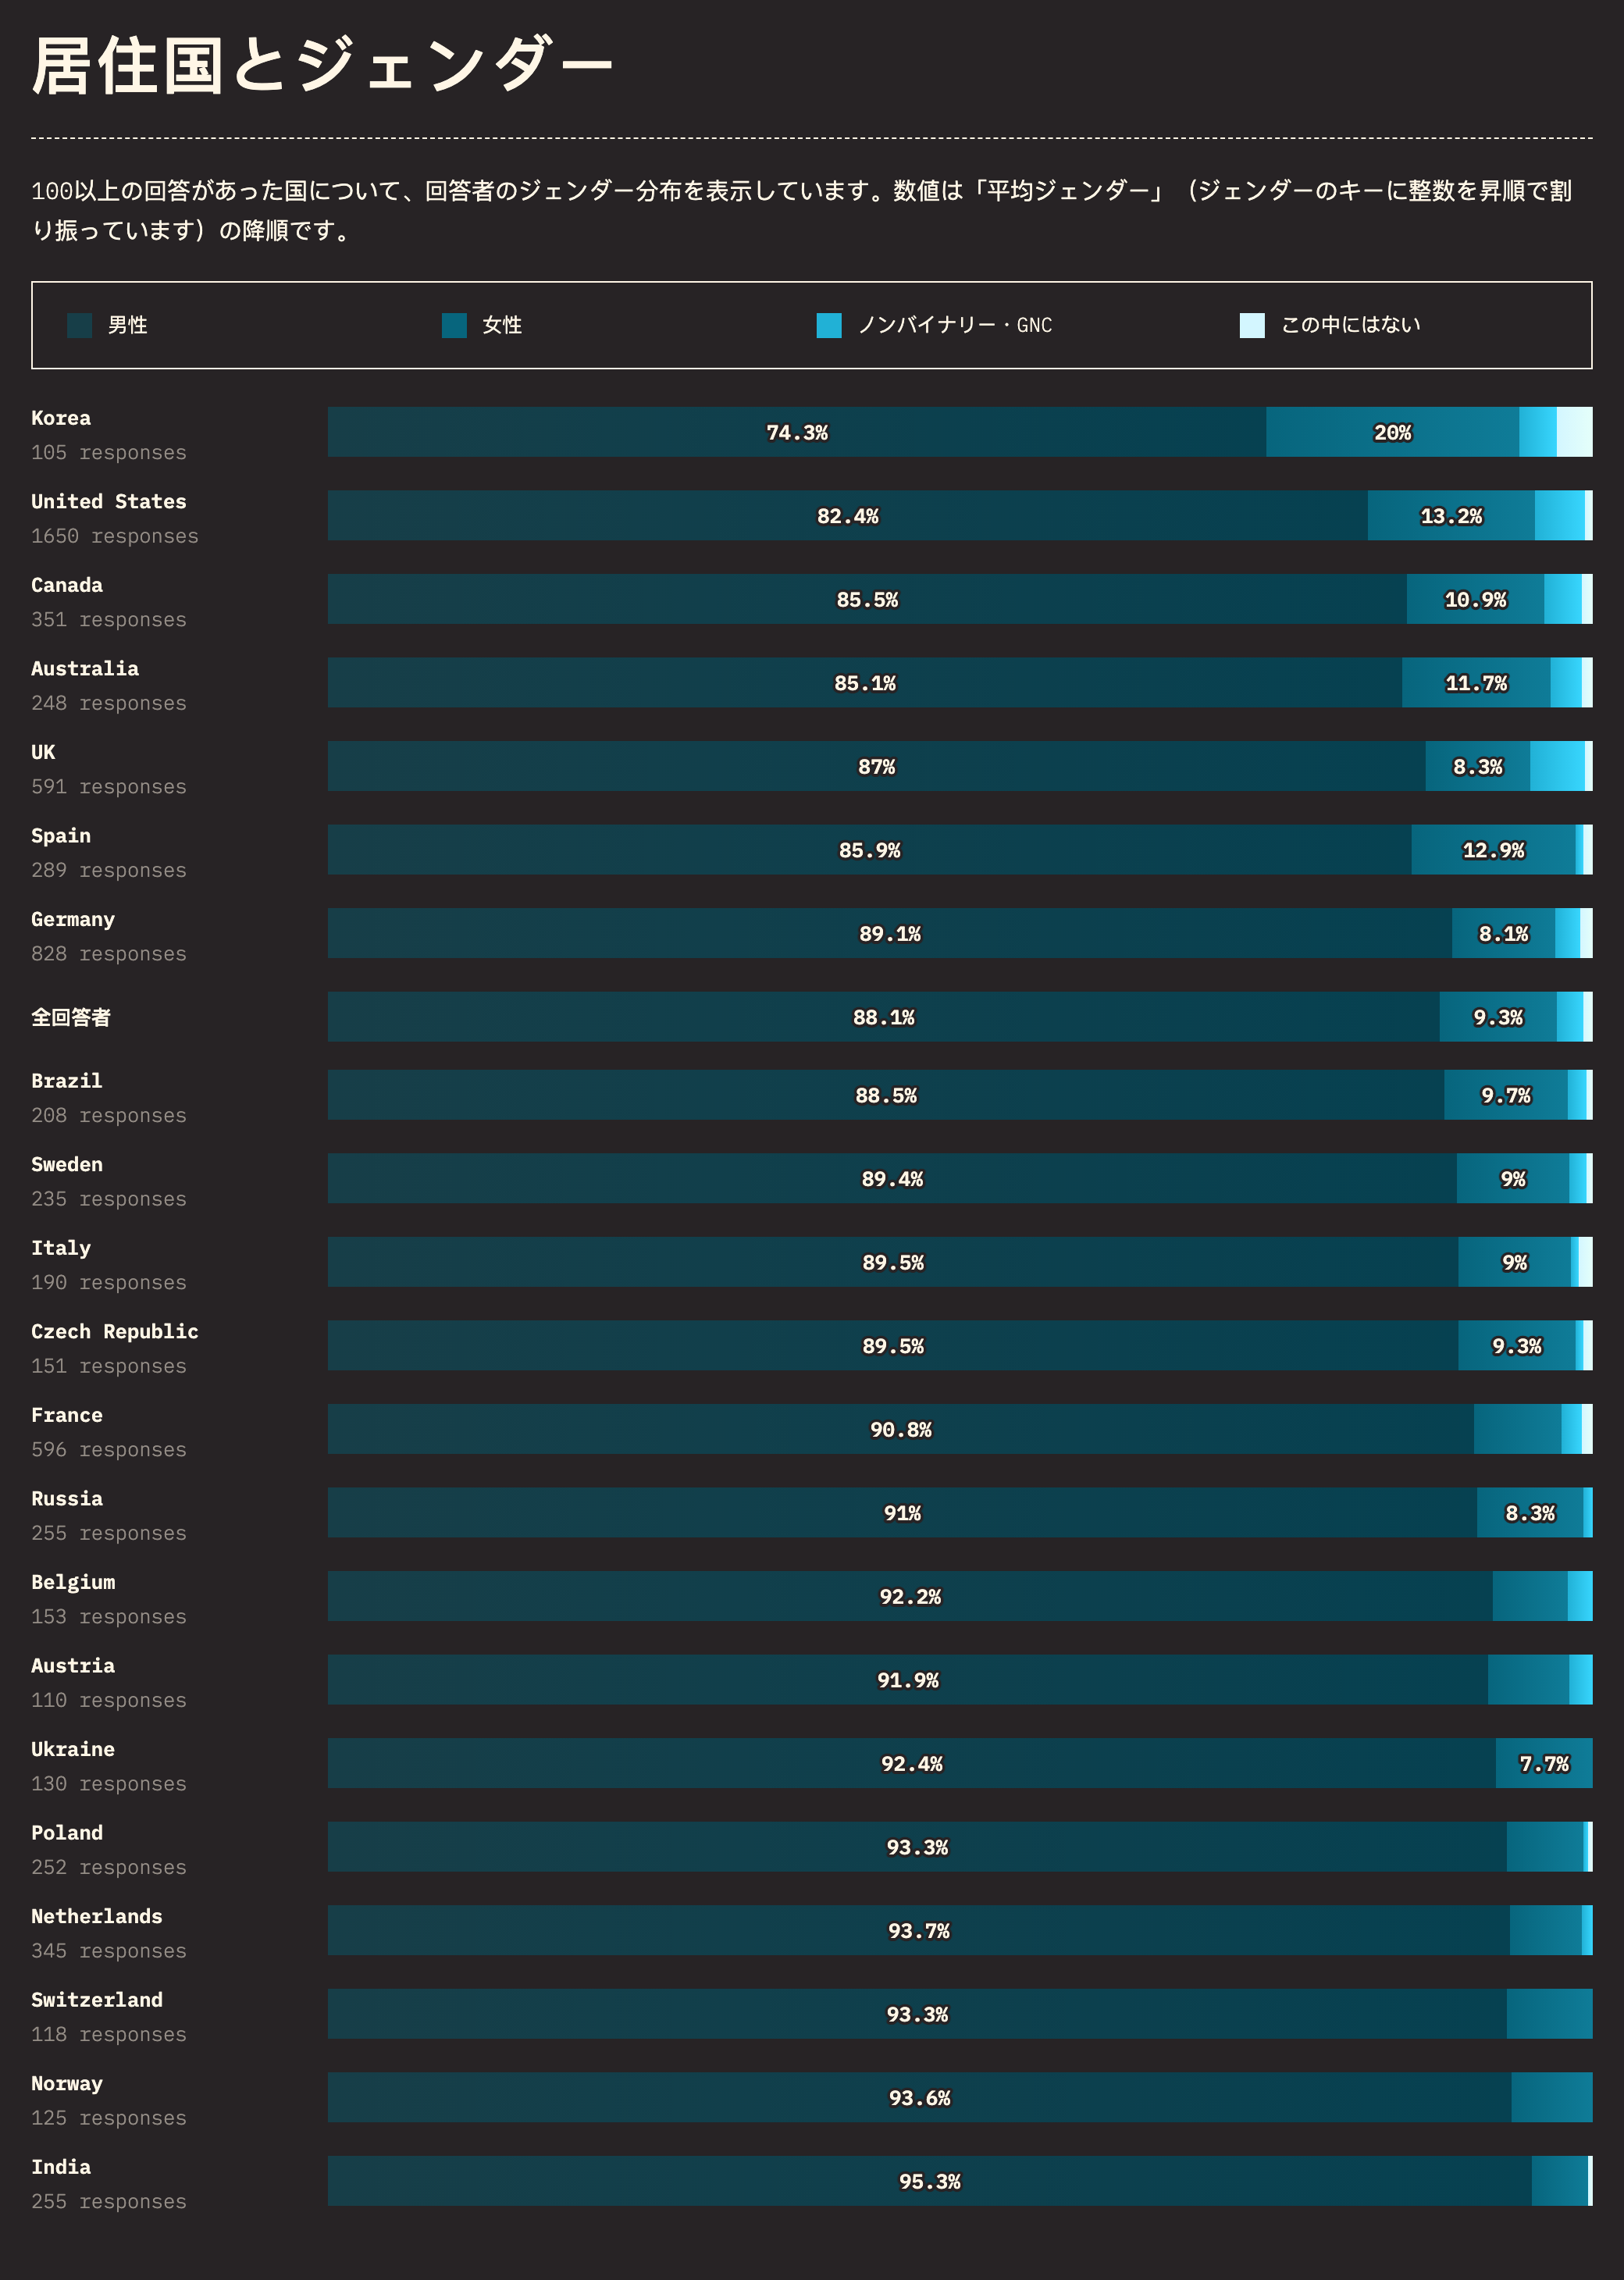 居住国とジェンダー
100以上の回答があった国について、回答者のジェンダー分布を表示しています。数値は「平均ジェンダー」（ジェンダーのキーに整数を昇順で割
り振っています）の降順です。
男性 女性 ノンバイナリー・GNC この中にはない
Korea
105 responses
74.3% 20%
United States
1650 responses
82.4% 13.2%
Canada
351 responses
85.5% 10.9%
Australia
248 responses
85.1% 11.7%
UK
591 responses
87% 8.3%
Spain
289 responses
85.9% 12.9%
Germany
828 responses
89.1% 8.1%
全回答者
88.1% 9.3%
Brazil
208 responses
88.5% 9.7%
Sweden
235 responses
89.4% 9%
Italy
190 responses
89.5% 9%
Czech Republic
151 responses
89.5% 9.3%
France
596 responses
90.8%
Russia
255 responses
91% 8.3%
Belgium
153 responses
92.2%
Austria
110 responses
91.9%
Ukraine
130 responses
92.4% 7.7%
Poland
252 responses
93.3%
Netherlands
345 responses
93.7%
Switzerland
118 responses
93.3%
Norway
125 responses
93.6%
India
255 responses
95.3%